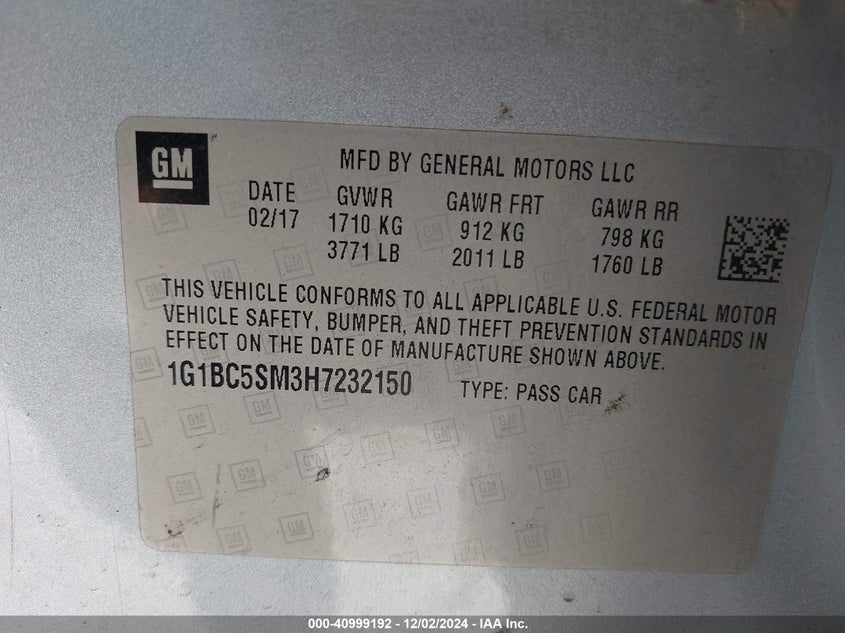 GM
MFD BY GENERAL MOTORS LLC
DATE GVWR GAWR FRT GAWR RR
02/17 1710 KG 912 KG 798 KG
3771 LB 2011 LB 1760 LB
THIS VEHICLE CONFORMS TO ALL APPLICABLE U.S. FEDERAL MOTOR
VEHICLE SAFETY, BUMPER, AND THEFT PREVENTION STANDARDS IN
EFFECT ON THE DATE OF MANUFACTURE SHOWN ABOVE.
1G1BC5SM3H7232150 TYPE: PASS CAR
000-40999192 - 12/02/2024 - IAA Inc.